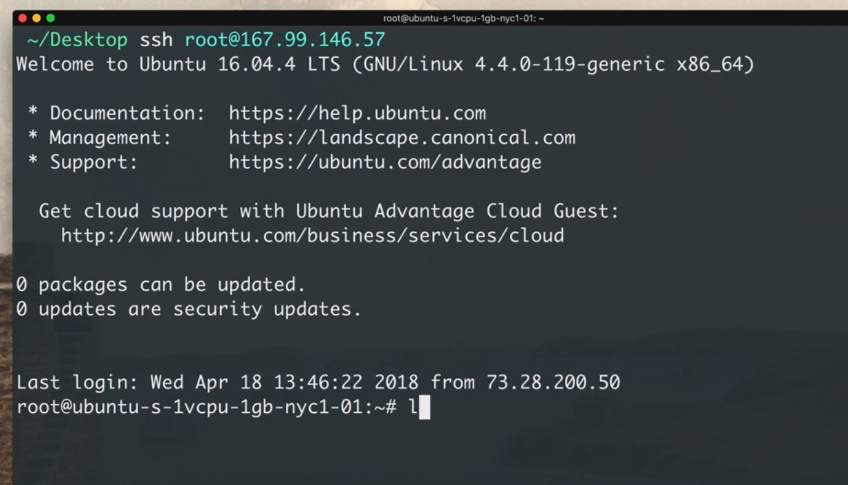 root@ubuntu-s-1vcpu-1gb-nyc1-01: ~
~/Desktop ssh root@167.99.146.57
Welcome to Ubuntu 16.04.4 LTS (GNU/Linux 4.4.0-119-generic x86_64)
* Documentation:  https://help.ubuntu.com
* Management:     https://landscape.canonical.com
* Support:        https://ubuntu.com/advantage
Get cloud support with Ubuntu Advantage Cloud Guest:
http://www.ubuntu.com/business/services/cloud
0 packages can be updated.
0 updates are security updates.
Last login: Wed Apr 18 13:46:22 2018 from 73.28.200.50
root@ubuntu-s-1vcpu-1gb-nyc1-01:~# l